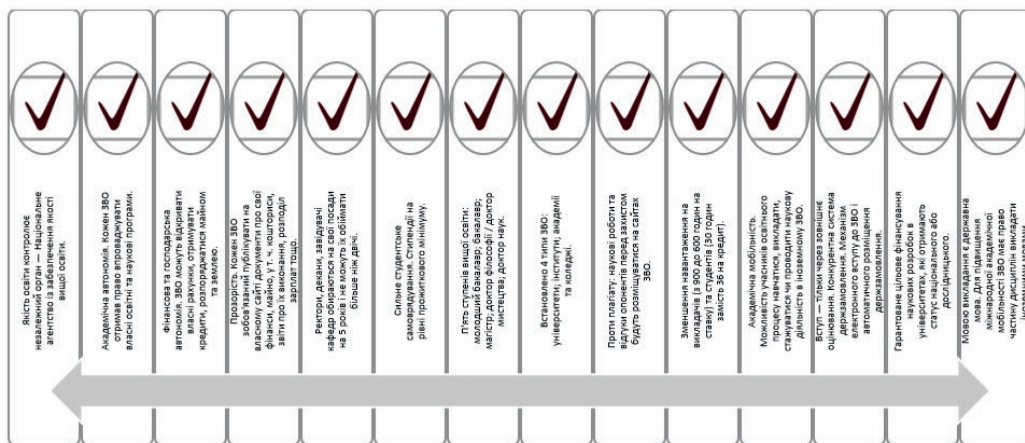 Якість освіти контролює
незалежний орган — Національне
агентство із забезпечення якості
вищої освіти.
Академічна автономія. Кожен ЗВО
отримав право впроваджувати
власні освітні та наукові програми.
Фінансова та господарська
автономія. ЗВО можуть відкривати
власні рахунки, отримувати
кредити, розпоряджатися майном
та землею.
Прозорість. Кожен ЗВО
зобов'язаний публікувати на
власному сайті документи про свої
фінанси, майно, у т. ч. кошториси,
звіти про їх виконання, розподіл
зарплат тощо.
Ректори, декани, завідувачі
кафедр обираються на свої посади
на 5 років і не можуть їх обіймати
більше ніж двічі.
Сильне студентське
самоврядування. Стипендії на
рівні прожиткового мінімуму.
П'ять ступенів вищої освіти:
молодший бакалавр; бакалавр;
магістр; доктор філософії / доктор
мистецтва; доктор наук.
Встановлено 4 типи ЗВО:
університети; інститути; академії
та коледжі.
Проти плагіату: наукові роботи та
відгуки опонентів перед захистом
будуть розміщуватися на сайтах
ЗВО.
Зменшення навантаження на
викладачів (з 900 до 600 годин на
ставку) та студентів (30 годин
замість 36 на кредит).
Академічна мобільність.
Можливість учасників освітнього
процесу навчатися, викладати,
стажуватися чи проводити наукову
діяльність в іноземному ЗВО.
Вступ — тільки через зовнішнє
оцінювання. Конкурентна система
держзамовлення. Механізм
електронного вступу до ЗВО і
автоматичного розміщення
держзамовлення.
Гарантоване цільове фінансування
наукових розробок в
університетах, які отримають
статус національного або
дослідницького.
Мовою викладання є державна
мова. Для підвищення
міжнародної академічної
мобільності ЗВО має право
частину дисциплін викладати